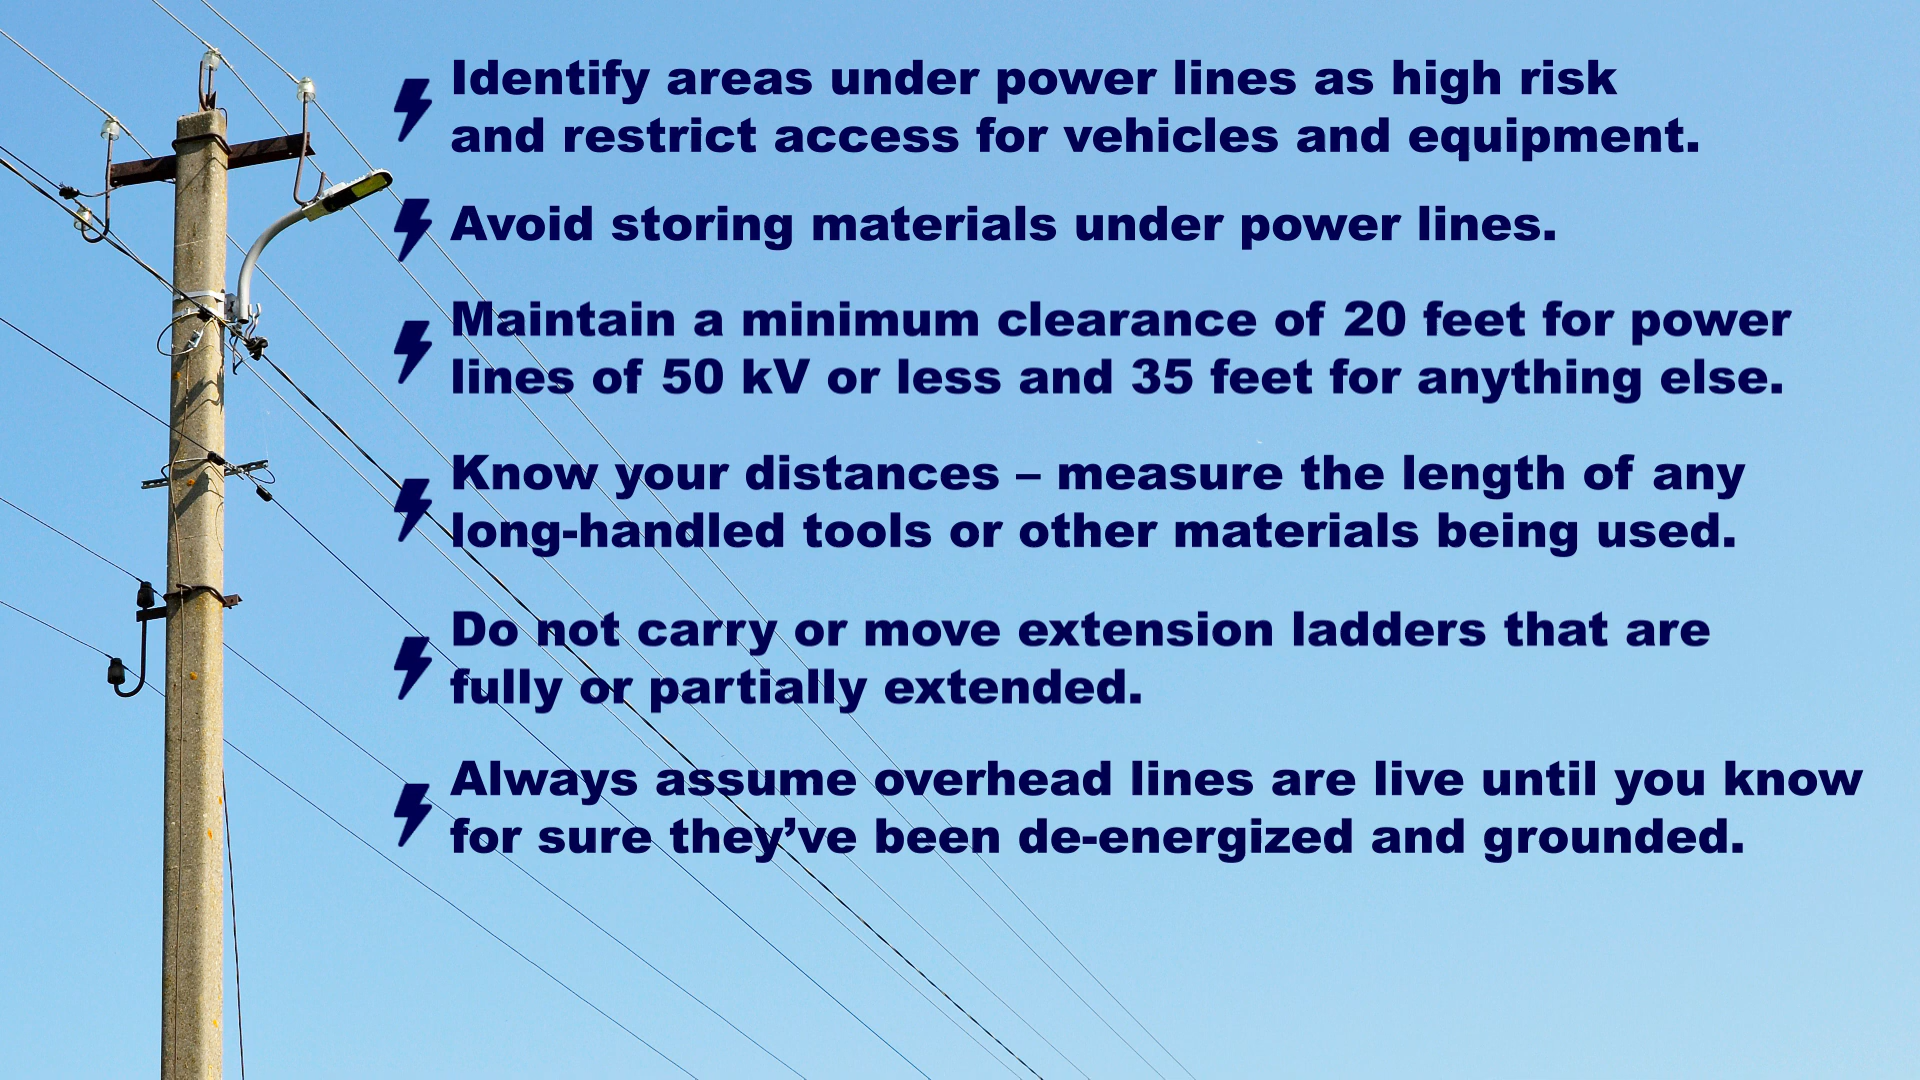 Identify areas under power lines as high risk
and restrict access for vehicles and equipment.
Avoid storing materials under power lines.
Maintain a minimum clearance of 20 feet for power
lines of 50 kV or less and 35 feet for anything else.
Know your distances – measure the length of any
long-handled tools or other materials being used.
Do not carry or move extension ladders that are
fully or partially extended.
Always assume overhead lines are live until you know
for sure they’ve been de-energized and grounded.